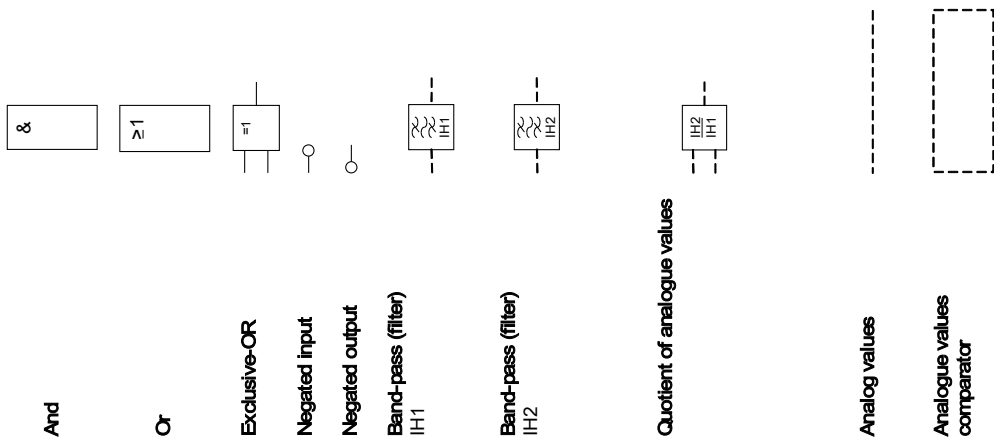 And
&
Or
≥1
Exclusive-OR
=1
Negated input
Negated output
Band-pass (filter)
IH1
IH1
Band-pass (filter)
IH2
IH2
Quotient of analogue values
IH2
IH1
Analog values
Analogue values
comparator